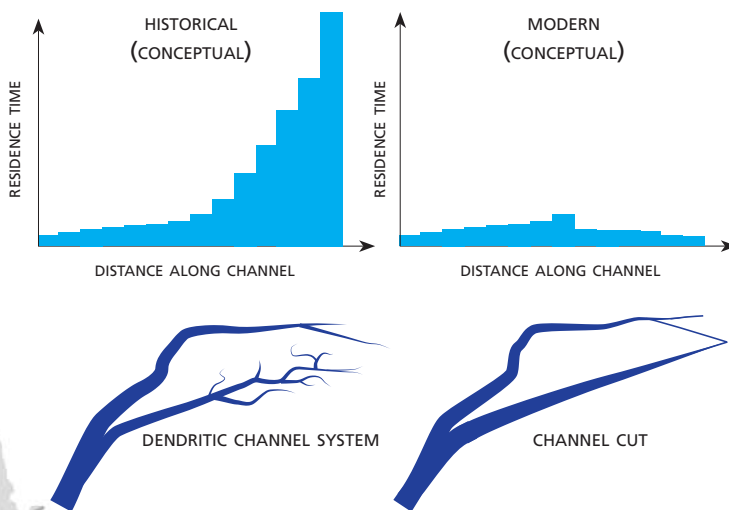 HISTORICAL
(CONCEPTUAL)
RESIDENCE TIME
DISTANCE ALONG CHANNEL
MODERN
(CONCEPTUAL)
RESIDENCE TIME
DISTANCE ALONG CHANNEL
DENDRITIC CHANNEL SYSTEM
CHANNEL CUT